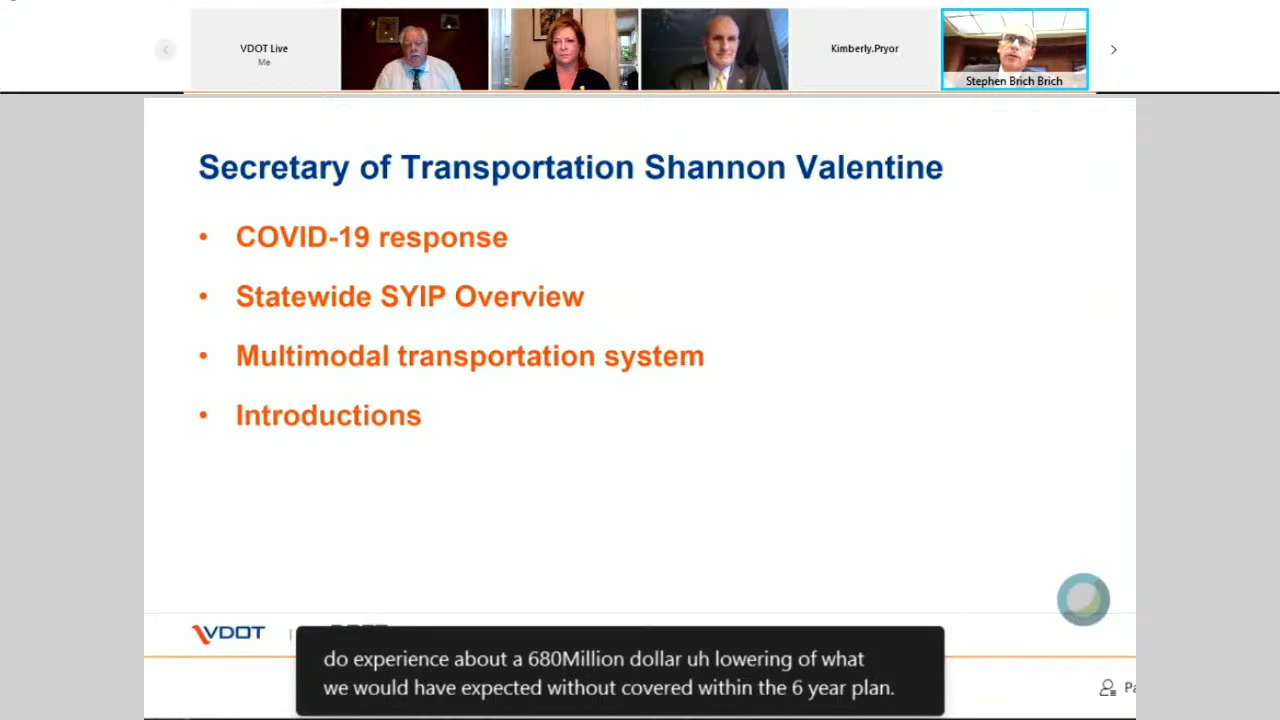 VDOT Live
Me
Kimberly.Pryor
Stephen Brich Brich
Secretary of Transportation Shannon Valentine
• COVID-19 response
• Statewide SYIP Overview
• Multimodal transportation system
• Introductions
VDOT
do experience about a 680Million dollar uh lowering of what
we would have expected without covered within the 6 year plan.
Pa